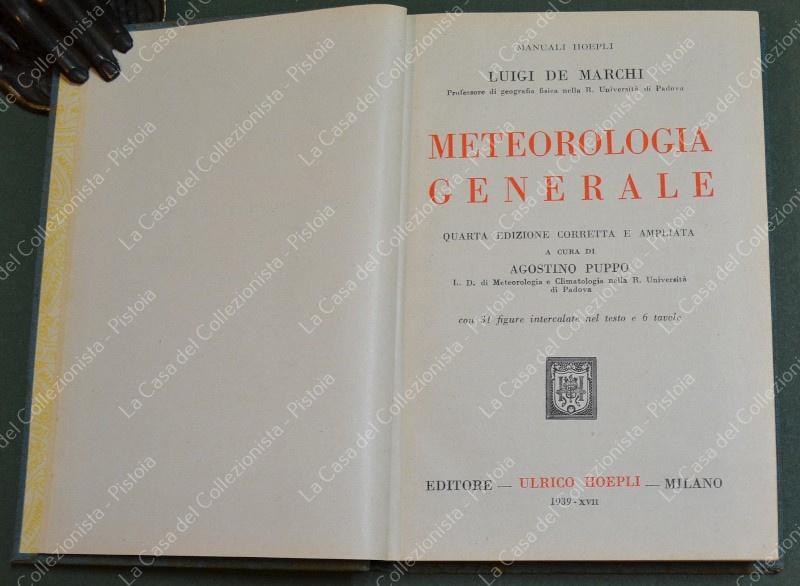 MANUALI HOEPLI
LUIGI DE MARCHI
Professore di geografia fisica nella R. Università di Padova
METEOROLOGIA
GENERALE
QUARTA EDIZIONE CORRETTA E AMPLIATA
A CURA DI
AGOSTINO PUPPO
L. D. di Meteorologia e Climatologia nella R. Università
di Padova
con 31 figure intercalate nel testo e 6 tavole
EDITORE — ULRICO HOEPLI — MILANO
1939 - XVII
La Casa del Collezionista - Pistoia